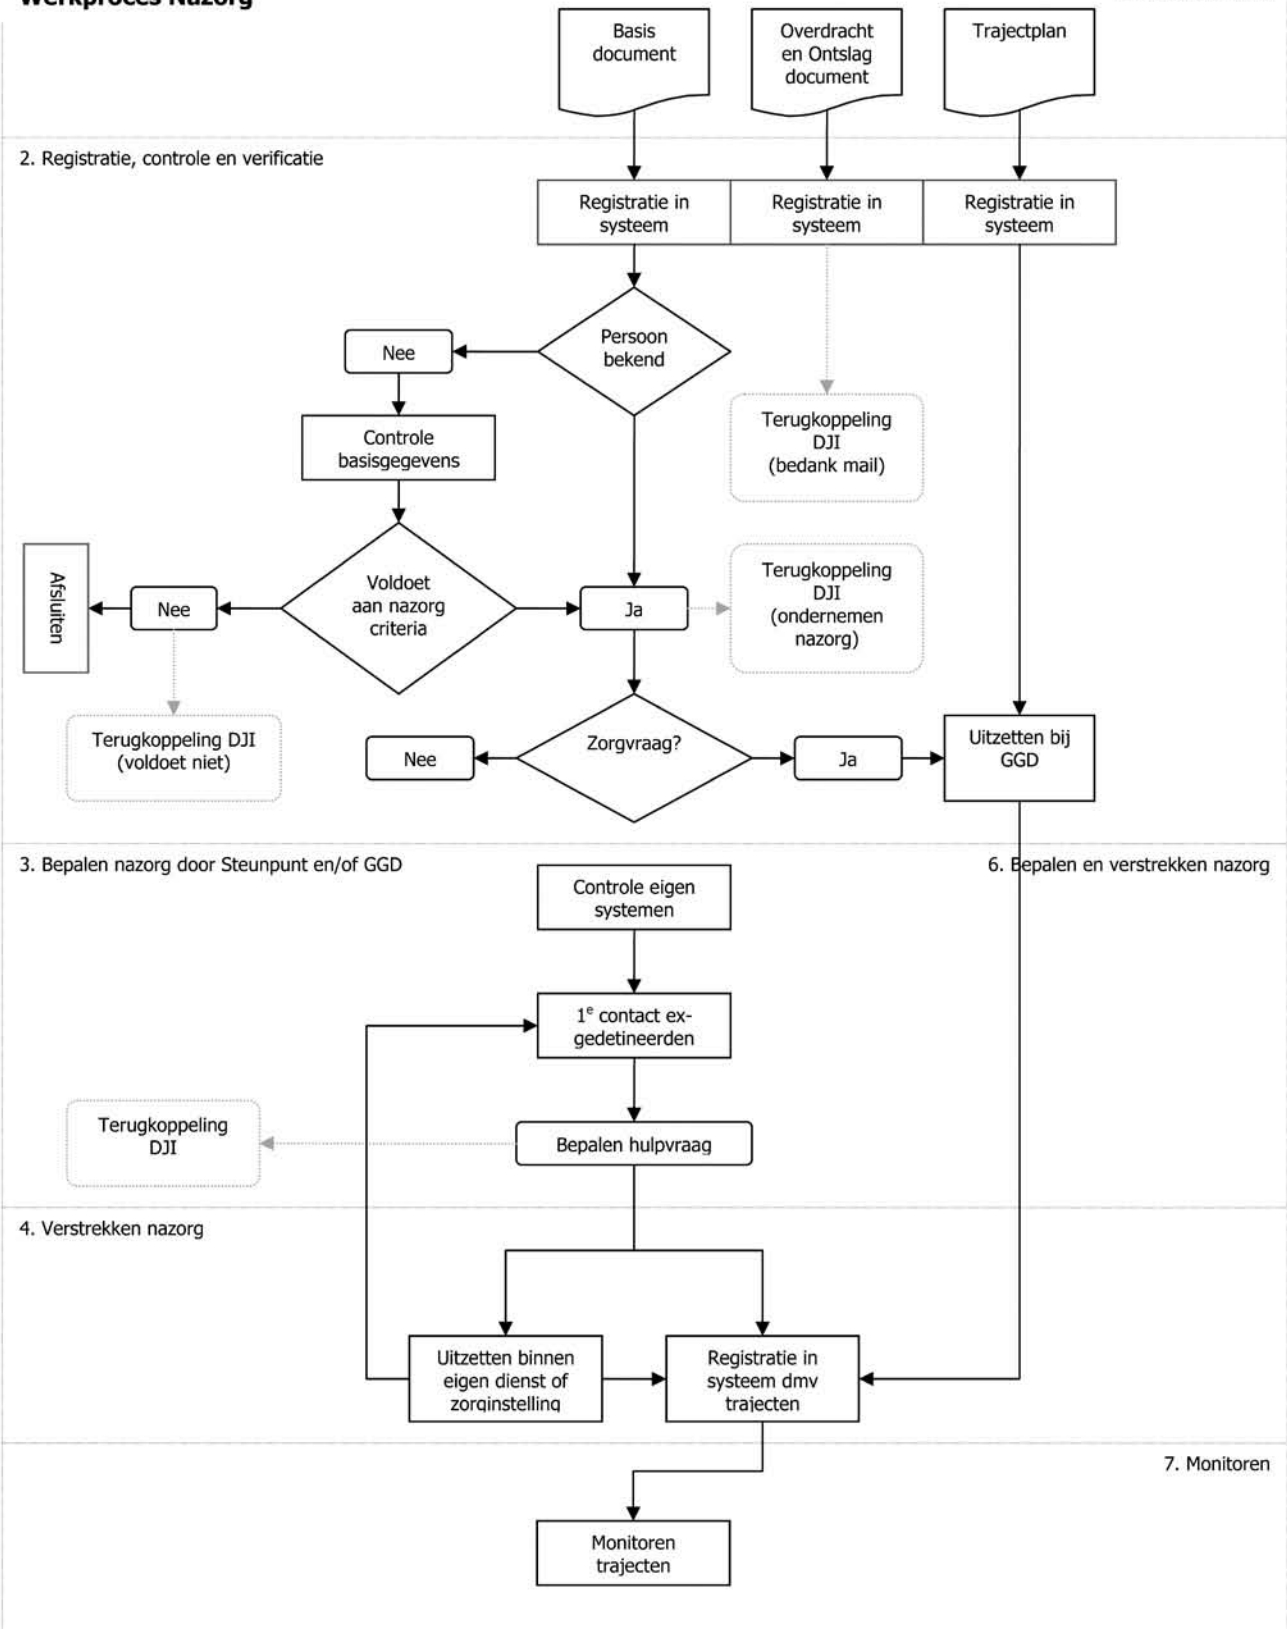 Werkproces Nazorg
Basis
document
Overdracht
en Ontslag
document
Trajectplan
2. Registratie, controle en verificatie
Registratie in
systeem
Registratie in
systeem
Registratie in
systeem
Persoon
bekend
Nee
Controle
basisgegevens
Terugkoppeling
DJI
(bedank mail)
Voldoet
aan nazorg
criteria
Afsluiten
Nee
Ja
Terugkoppeling
DJI
(ondernemen
nazorg)
Terugkoppeling DJI
(voldoet niet)
Nee
Zorgvraag?
Ja
Uitzetten bij
GGD
3. Bepalen nazorg door Steunpunt en/of GGD
6. Bepalen en verstrekken nazorg
Controle eigen
systemen
1e contact ex-
gedetineerden
Terugkoppeling
DJI
Bepalen hulpvraag
4. Verstrekken nazorg
Uitzetten binnen
eigen dienst of
zorginstelling
Registratie in
systeem dmv
trajecten
7. Monitoren
Monitoren
trajecten